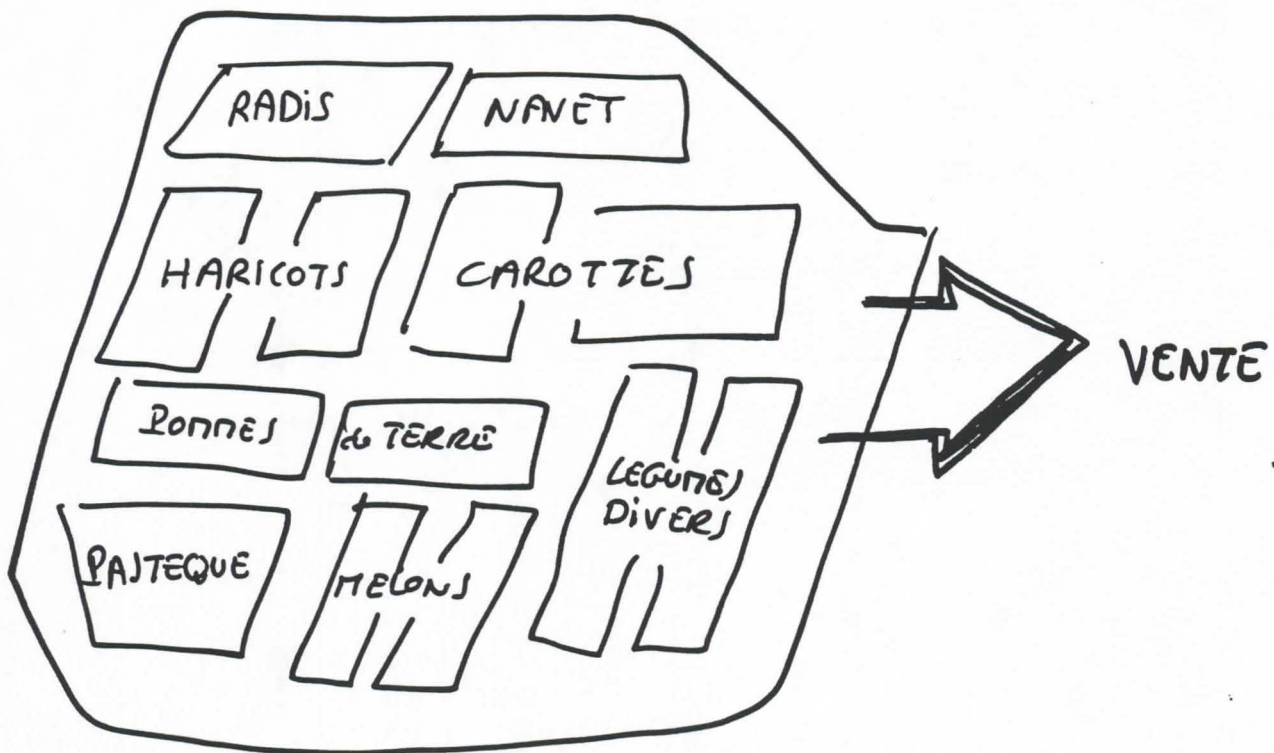 RADIS
NAVET
HARICOTS
CAROTTES
POMMES
de TERRE
LEGUMES
DIVERS
PASTEQUE
MELONS
VENTE